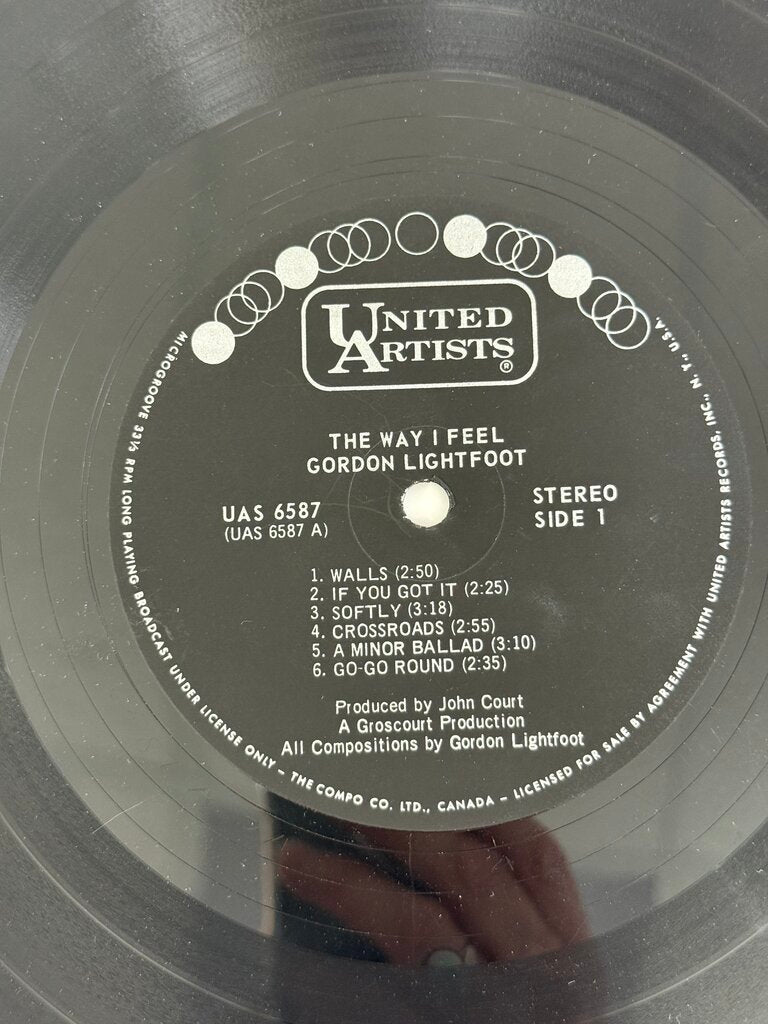 UNITED
ARTISTS®
THE WAY I FEEL
GORDON LIGHTFOOT
UAS 6587
(UAS 6587 A)
STEREO
SIDE 1
1. WALLS (2:50)
2. IF YOU GOT IT (2:25)
3. SOFTLY (3:18)
4. CROSSROADS (2:55)
5. A MINOR BALLAD (3:10)
6. GO-GO ROUND (2:35)
Produced by John Court
A Groscourt Production
All Compositions by Gordon Lightfoot
MICROGROOVE 33⅓ RPM LONG PLAYING BROADCAST UNDER LICENSE ONLY – THE COMPO CO. LTD., CANADA – LICENSED FOR SALE BY AGREEMENT WITH UNITED ARTISTS RECORDS, INC., N. Y., U.S.A.